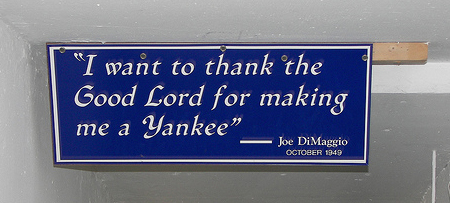 "I want to thank the
Good Lord for making
me a Yankee"
— Joe DiMaggio
OCTOBER 1949